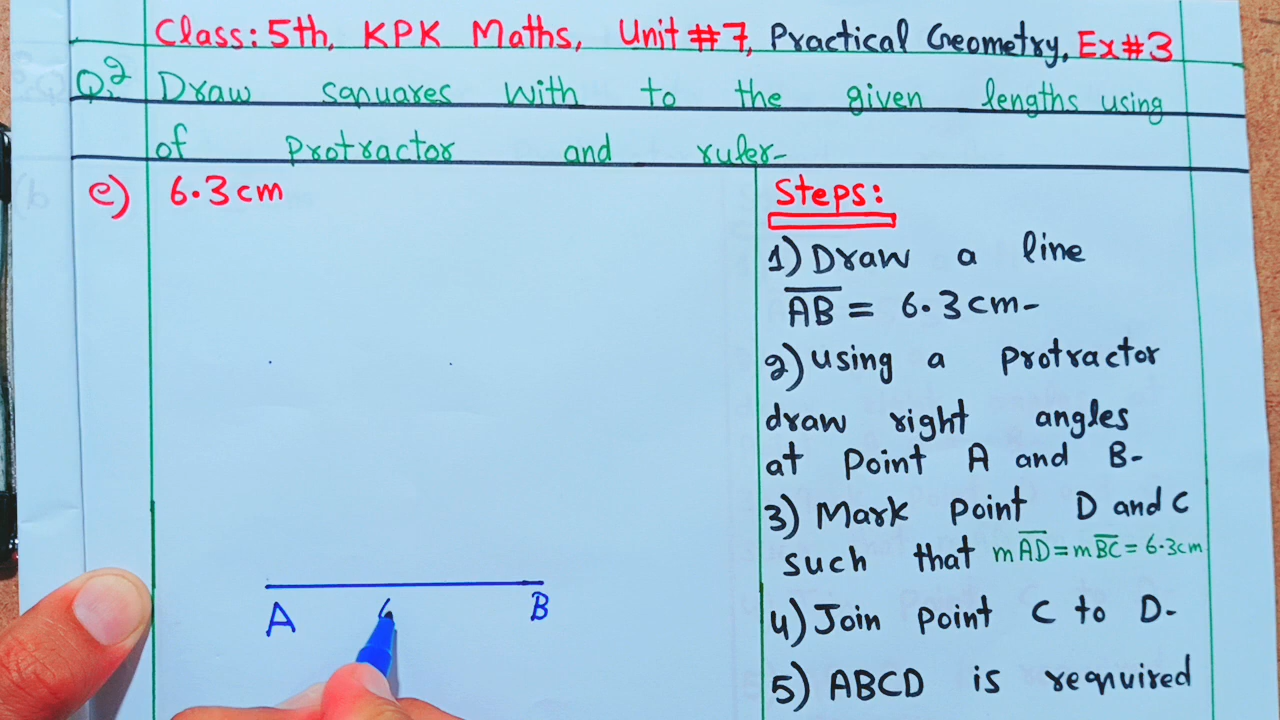 Class: 5th, KPK Maths, Unit #7, Practical Geometry, Ex#3
Q2 Draw sqnuares with to the given lengths using
of Protractor and ruler-
e) 6.3cm
A B
Steps:
1) Draw a line
AB = 6.3cm-
2) using a Protractor
draw right angles
at Point A and B-
3) Mark Point D and C
such that mAD=mBC=6.3cm
4) Join Point C to D-
5) ABCD is reqnuired